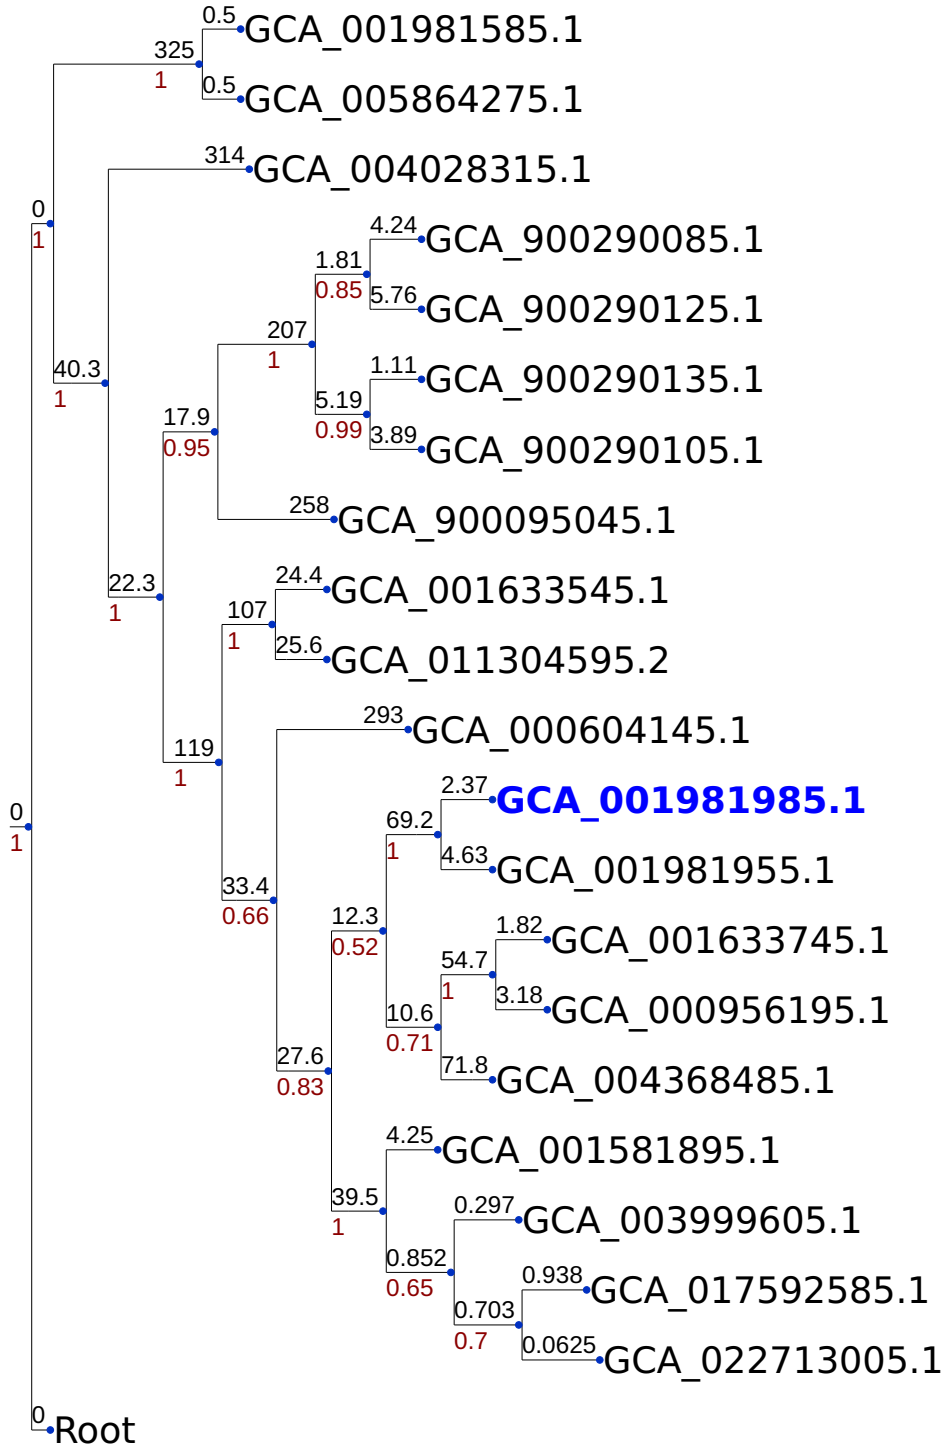 0.5
GCA_001981585.1
325
1
0.5
GCA_005864275.1
314
GCA_004028315.1
0
1
4.24
GCA_900290085.1
1.81
0.85
5.76
GCA_900290125.1
207
1
1.11
GCA_900290135.1
40.3
1
5.19
0.99
3.89
GCA_900290105.1
17.9
0.95
258
GCA_900095045.1
22.3
1
24.4
GCA_001633545.1
107
1
25.6
GCA_011304595.2
293
GCA_000604145.1
119
1
2.37
GCA_001981985.1
0
1
69.2
1
4.63
GCA_001981955.1
33.4
0.66
12.3
0.52
1.82
GCA_001633745.1
54.7
1
3.18
GCA_000956195.1
10.6
0.71
27.6
0.83
71.8
GCA_004368485.1
4.25
GCA_001581895.1
39.5
1
0.297
GCA_003999605.1
0.852
0.65
0.938
GCA_017592585.1
0.703
0.7
0.0625
GCA_022713005.1
0
Root